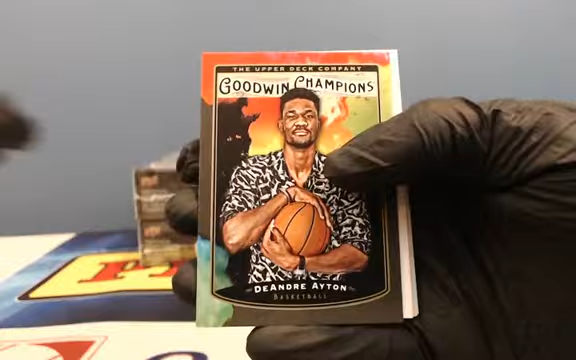 THE UPPER DECK COMPANY
GOODWIN CHAMPIONS
DEANDRE AYTON
BASKETBALL